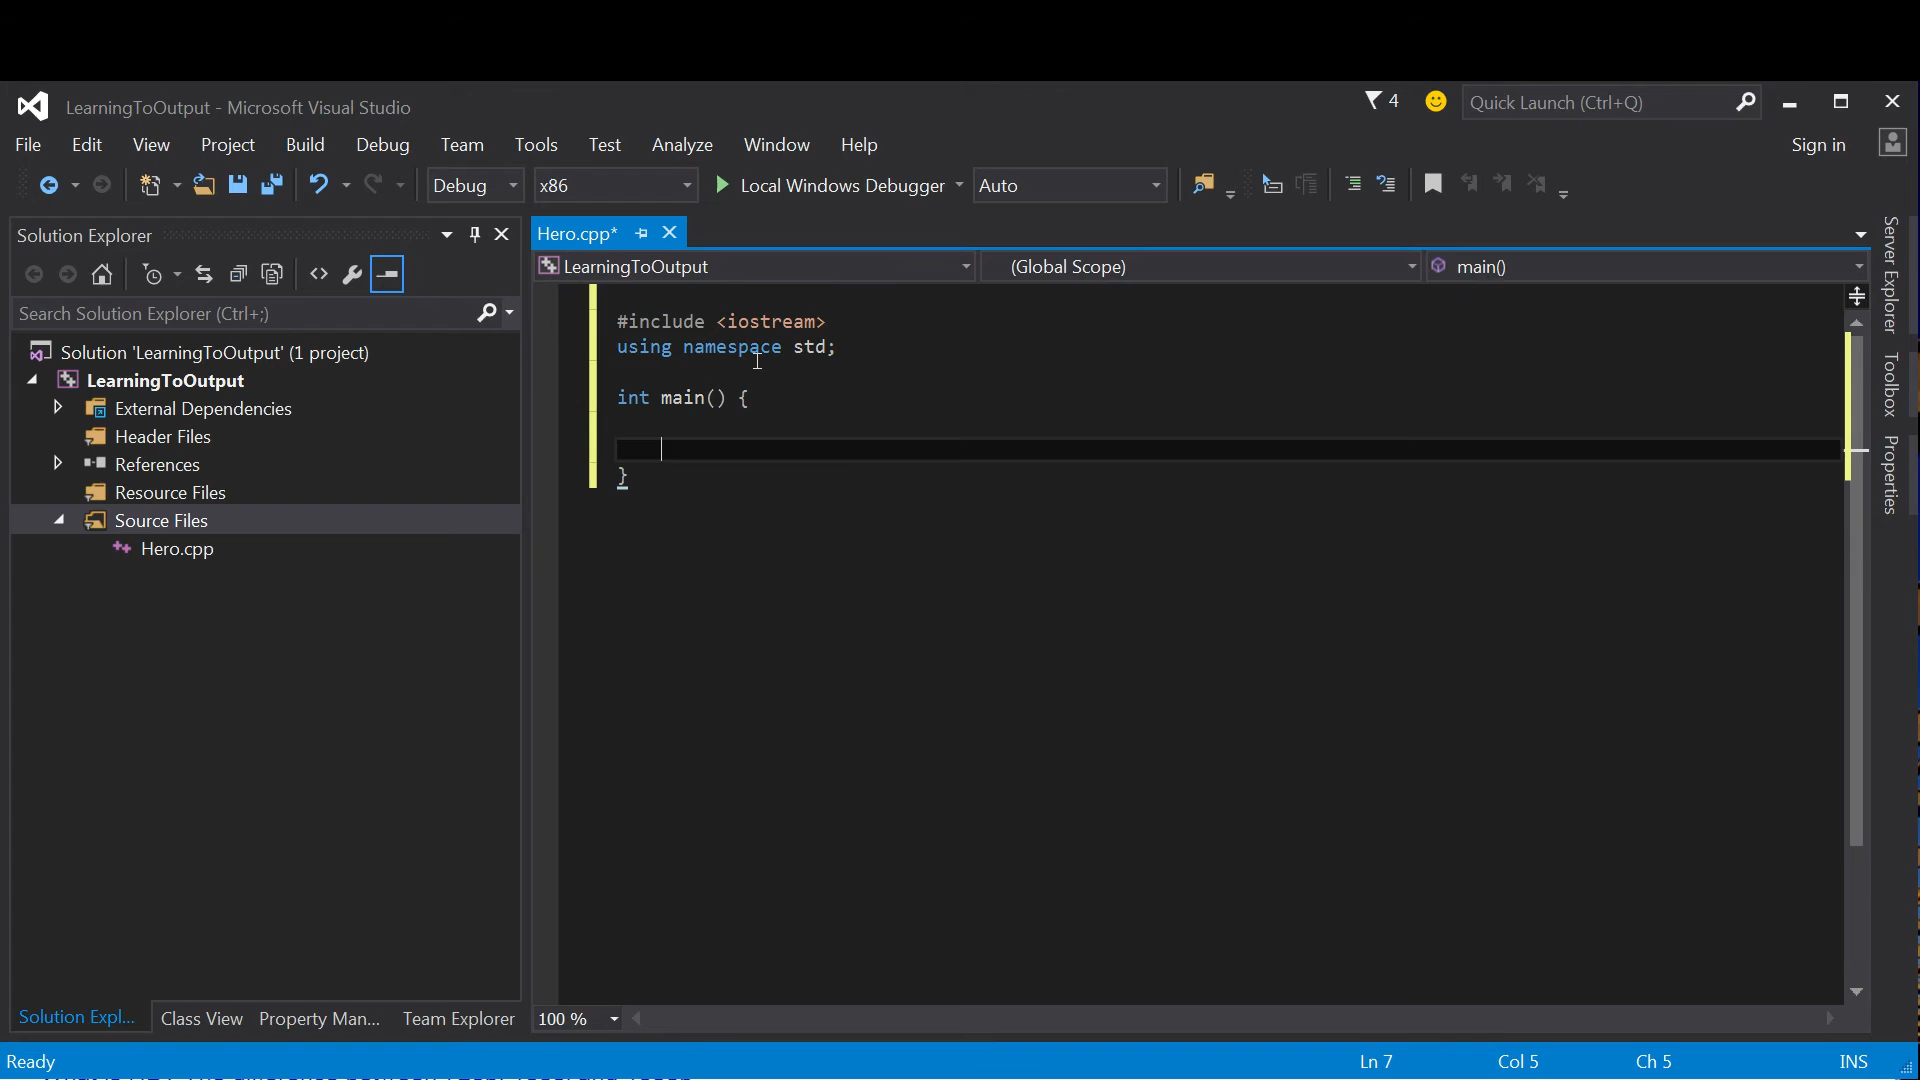 LearningToOutput - Microsoft Visual Studio
4
Quick Launch (Ctrl+Q)
File Edit View Project Build Debug Team Tools Test Analyze Window Help
Sign in
Debug
x86
Local Windows Debugger
Auto
Solution Explorer
Search Solution Explorer (Ctrl+;)
Solution 'LearningToOutput' (1 project)
LearningToOutput
External Dependencies
Header Files
References
Resource Files
Source Files
Hero.cpp
Solution Expl...
Class View
Property Man...
Team Explorer
Hero.cpp*
LearningToOutput
(Global Scope)
main()
#include <iostream>
using namespace std;
int main() {
}
100 %
Server Explorer
Toolbox
Properties
Ready
Ln 7
Col 5
Ch 5
INS